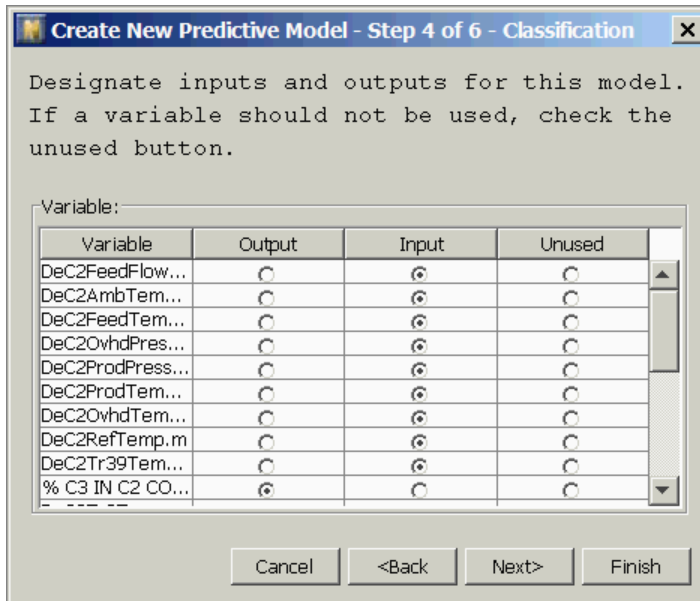 Create New Predictive Model - Step 4 of 6 - Classification
Designate inputs and outputs for this model.
If a variable should not be used, check the
unused button.
Variable:
Variable Output Input Unused
DeC2FeedFlow...
DeC2AmbTem...
DeC2FeedTem...
DeC2OvhdPres...
DeC2ProdPress...
DeC2ProdTem...
DeC2OvhdTem...
DeC2RefTemp.m
DeC2Tr39Tem...
% C3 IN C2 CO...
Cancel <Back Next> Finish